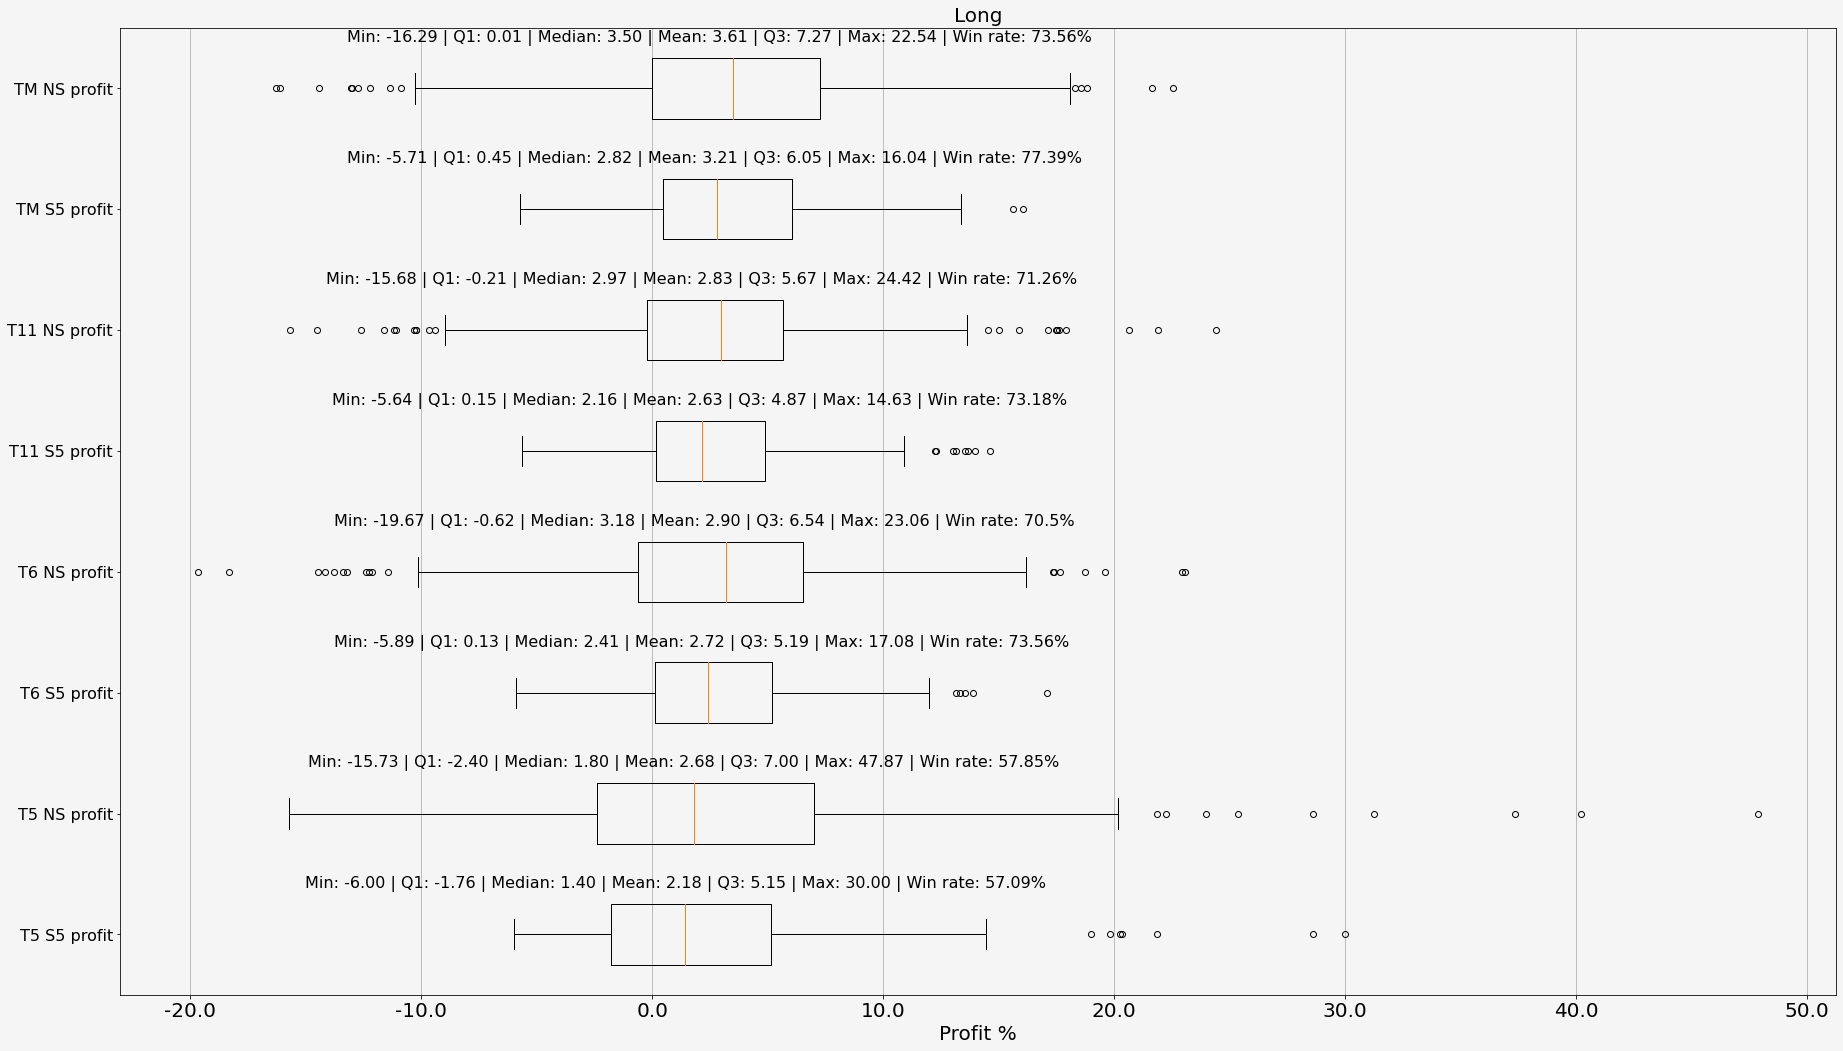 Long
Min: -16.29 | Q1: 0.01 | Median: 3.50 | Mean: 3.61 | Q3: 7.27 | Max: 22.54 | Win rate: 73.56%
TM NS profit
Min: -5.71 | Q1: 0.45 | Median: 2.82 | Mean: 3.21 | Q3: 6.05 | Max: 16.04 | Win rate: 77.39%
TM S5 profit
Min: -15.68 | Q1: -0.21 | Median: 2.97 | Mean: 2.83 | Q3: 5.67 | Max: 24.42 | Win rate: 71.26%
T11 NS profit
Min: -5.64 | Q1: 0.15 | Median: 2.16 | Mean: 2.63 | Q3: 4.87 | Max: 14.63 | Win rate: 73.18%
T11 S5 profit
Min: -19.67 | Q1: -0.62 | Median: 3.18 | Mean: 2.90 | Q3: 6.54 | Max: 23.06 | Win rate: 70.5%
T6 NS profit
Min: -5.89 | Q1: 0.13 | Median: 2.41 | Mean: 2.72 | Q3: 5.19 | Max: 17.08 | Win rate: 73.56%
T6 S5 profit
Min: -15.73 | Q1: -2.40 | Median: 1.80 | Mean: 2.68 | Q3: 7.00 | Max: 47.87 | Win rate: 57.85%
T5 NS profit
Min: -6.00 | Q1: -1.76 | Median: 1.40 | Mean: 2.18 | Q3: 5.15 | Max: 30.00 | Win rate: 57.09%
T5 S5 profit
-20.0 -10.0 0.0 10.0 20.0 30.0 40.0 50.0
Profit %